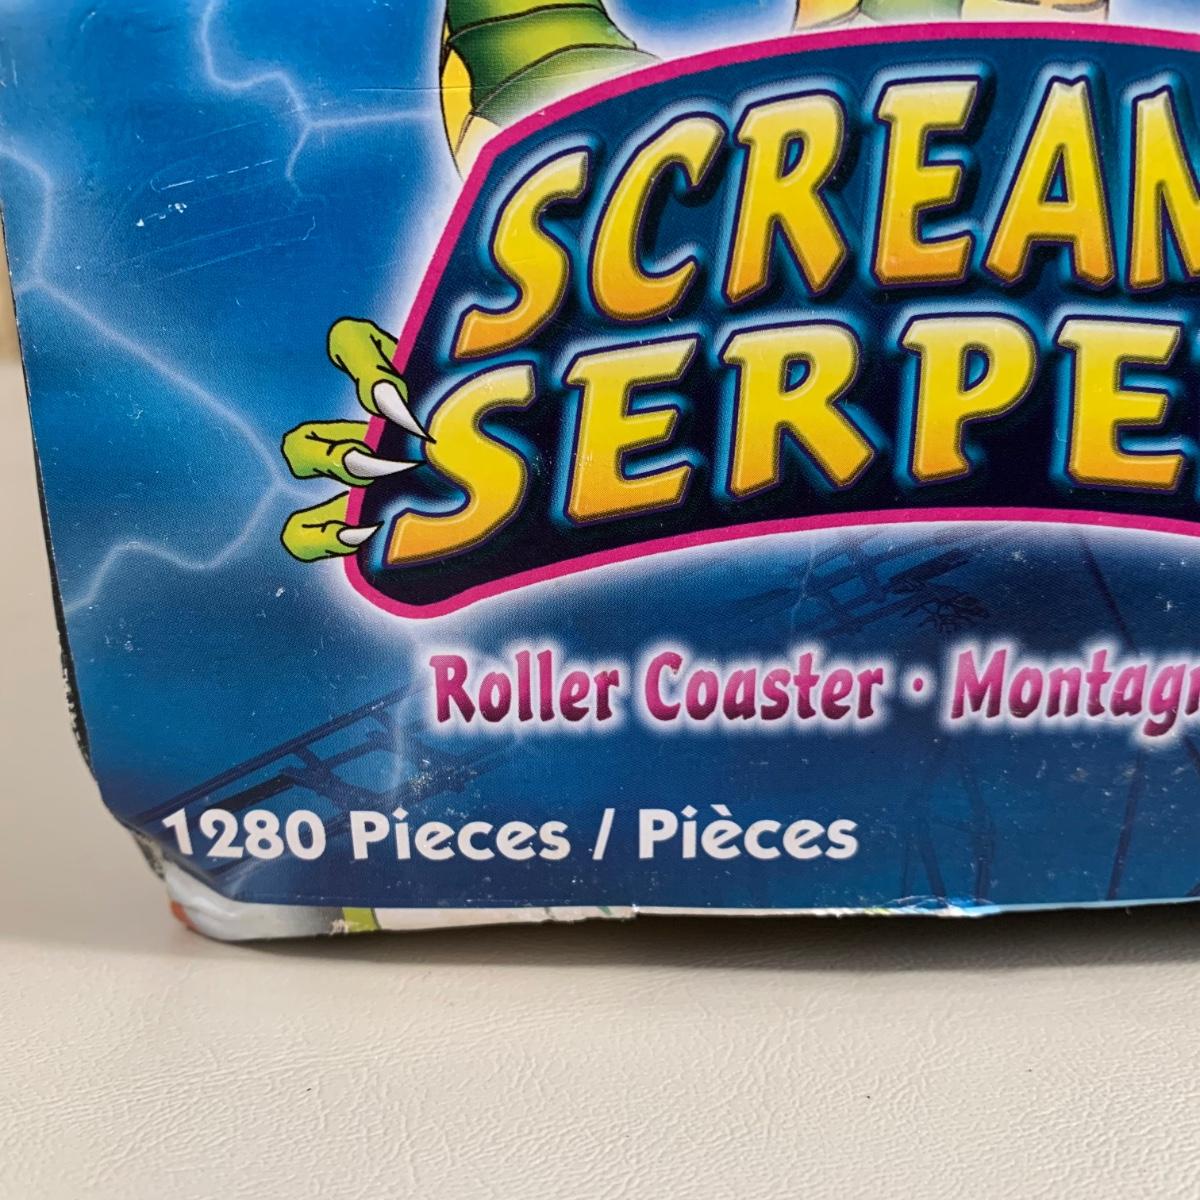 SCREAM
SERPE
Roller Coaster • Montagn
1280 Pieces / Pièces